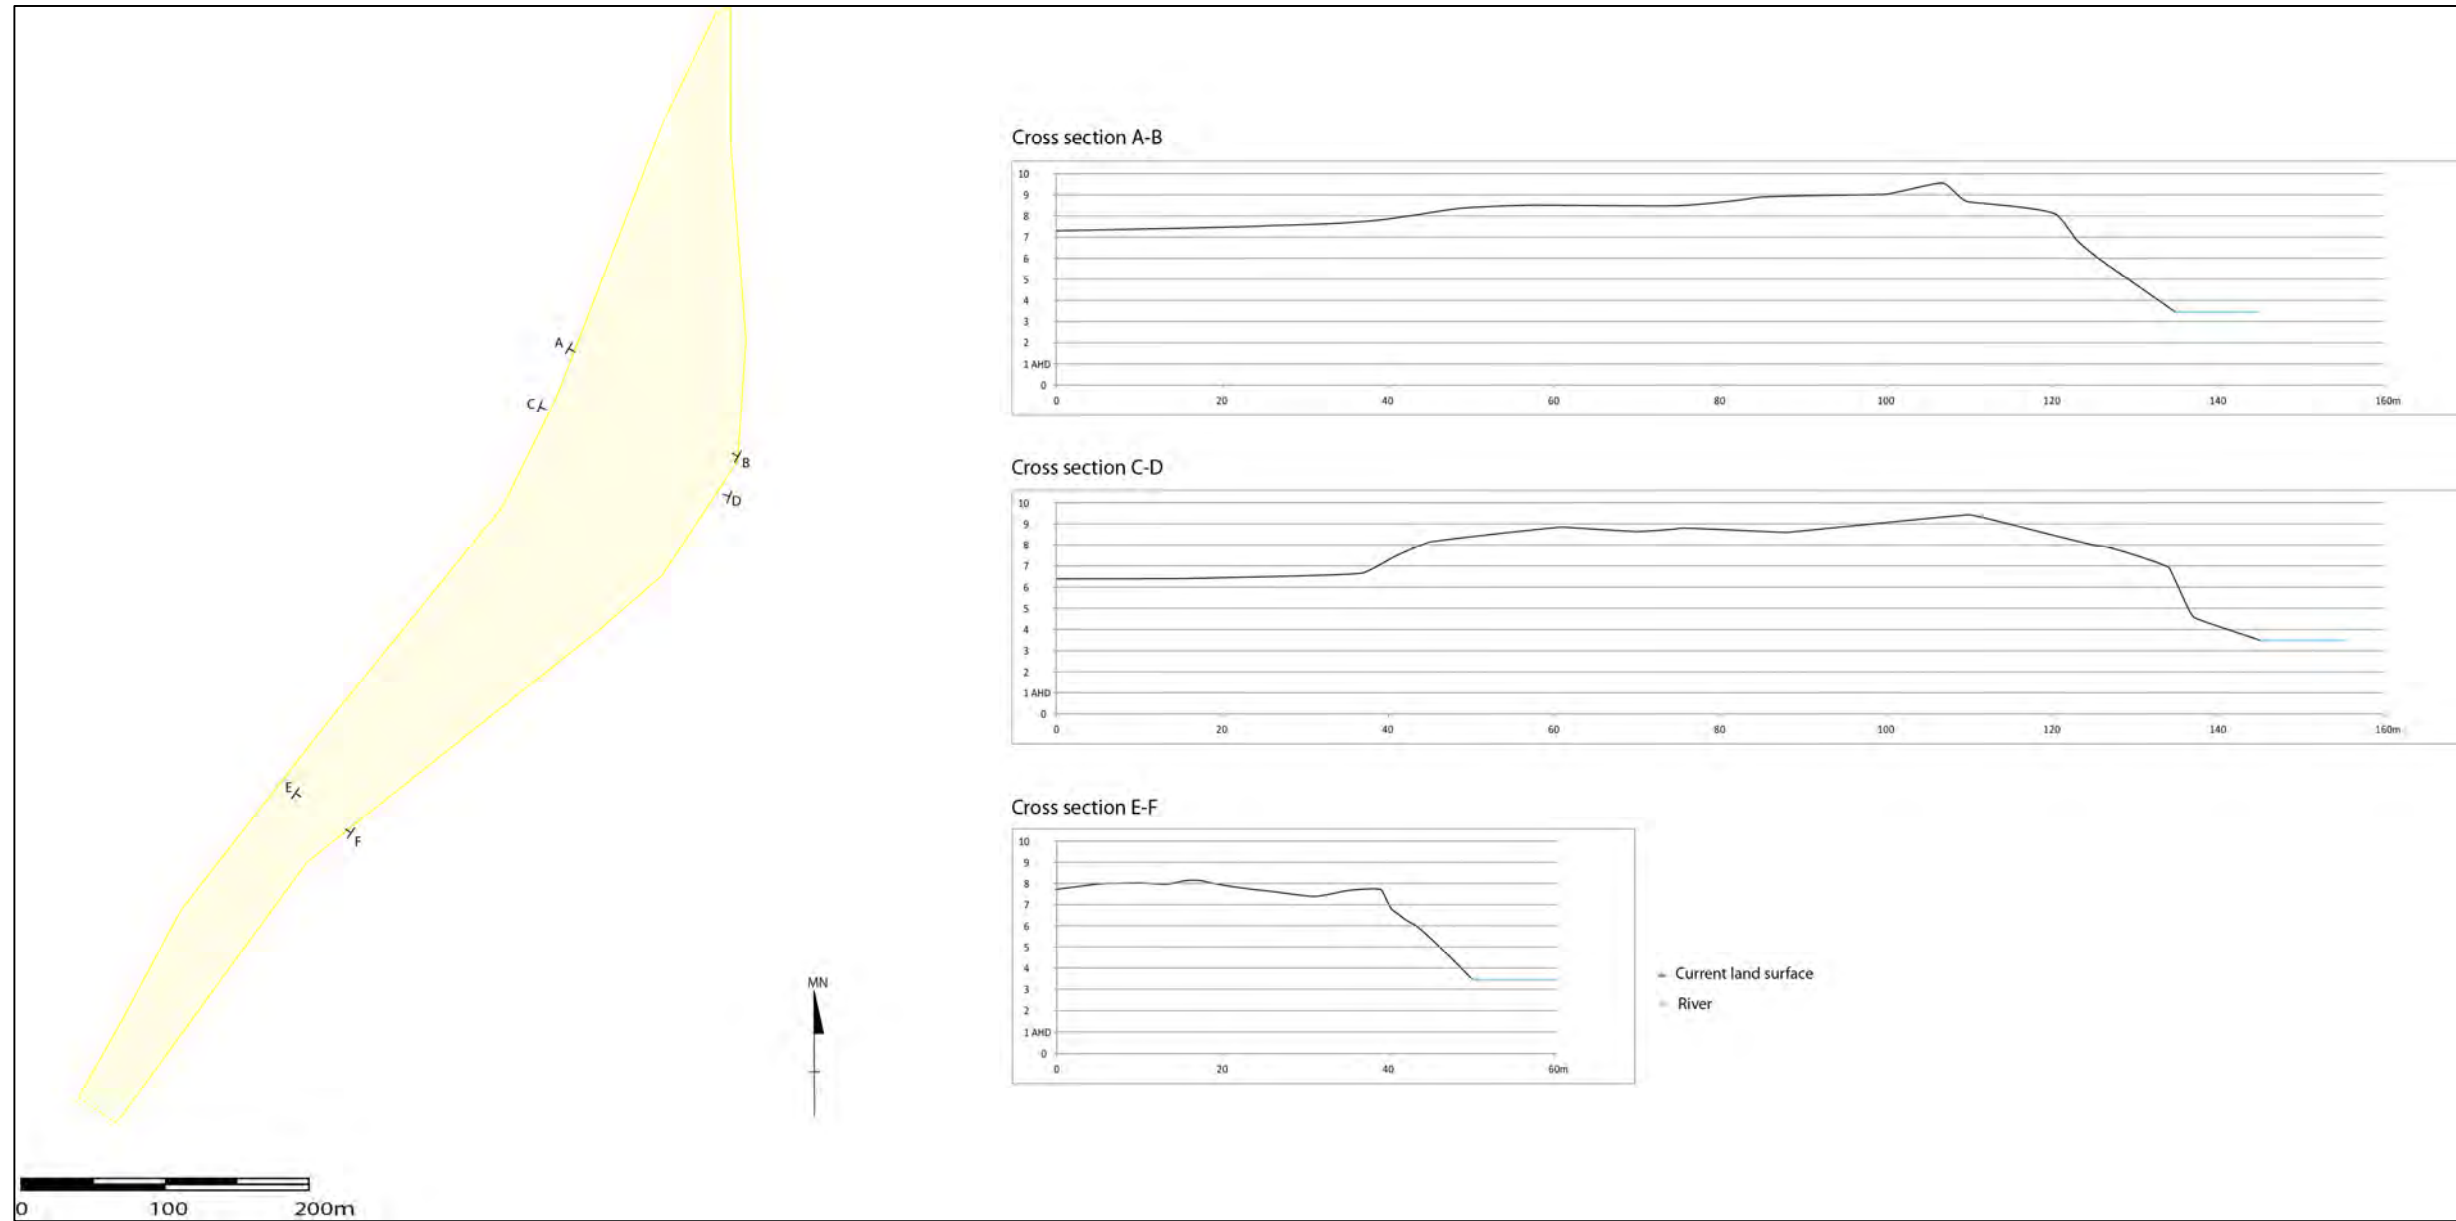 A
C
B
D
E
F
MN
0 100 200m
Cross section A-B
10
9
8
7
6
5
4
3
2
1 AHD
0
0 20 40 60 80 100 120 140 160m
Cross section C-D
10
9
8
7
6
5
4
3
2
1 AHD
0
0 20 40 60 80 100 120 140 160m
Cross section E-F
10
9
8
7
6
5
4
3
2
1 AHD
0
0 20 40 60m
Current land surface
River